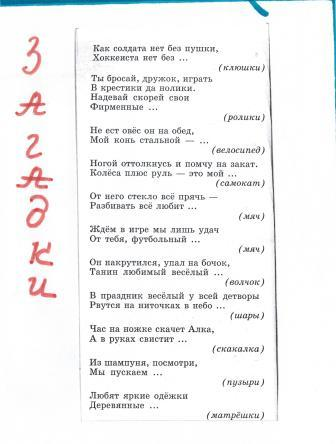 ЗАГАДКИ
Как солдата нет без пушки,
Хоккеиста нет без ...
(клюшки)
Ты бросай, дружок, играть
В крестики да нолики.
Надевай скорей свои
Фирменные ...
(ролики)
Не ест овёс он на обед,
Мой конь стальной — ...
(велосипед)
Ногой оттолкнусь и помчу на закат.
Колёса плюс руль — это мой ...
(самокат)
От него стекло всё прячь —
Разбивать всё любит ...
(мяч)
Ждём в игре мы лишь удач
От тебя, футбольный ...
(мяч)
Он накрутился, упал на бочок,
Танин любимый весёлый ...
(волчок)
В праздник весёлый у всей детворы
Рвутся на ниточках в небо ...
(шары)
Час на ножке скачет Алка,
А в руках свистит ...
(скакалка)
Из шампуня, посмотри,
Мы пускаем ...
(пузыри)
Любят яркие одёжки
Деревянные ...
(матрёшки)